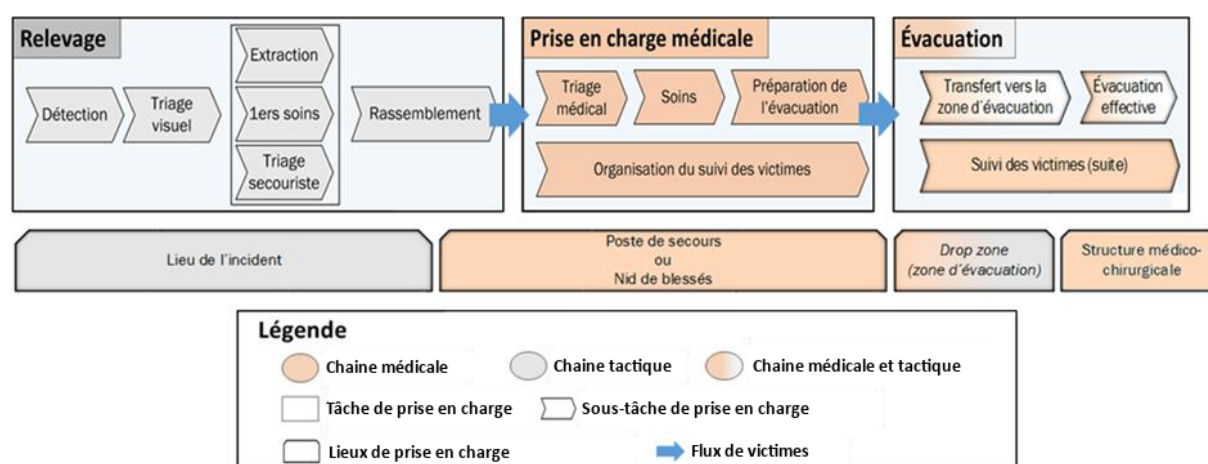 Relevage
Détection
Triage
visuel
Extraction
1ers soins
Triage
secouriste
Rassemblement
Prise en charge médicale
Triage
médical
Soins
Préparation de
l'évacuation
Organisation du suivi des victimes
Évacuation
Transfert vers la
zone d'évacuation
Évacuation
effective
Suivi des victimes (suite)
Lieu de l'incident
Poste de secours
ou
Nid de blessés
Drop zone
(zone d'évacuation)
Structure médico-
chirurgicale
Légende
Chaine médicale
Chaine tactique
Chaine médicale et tactique
Tâche de prise en charge
Sous-tâche de prise en charge
Lieux de prise en charge
Flux de victimes